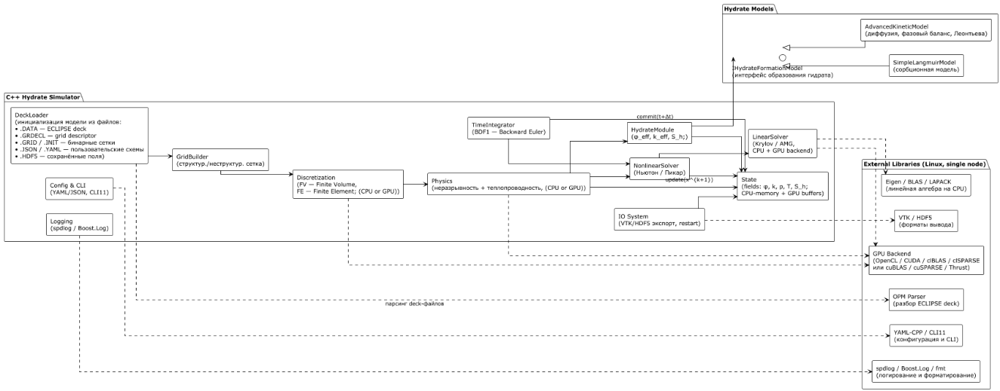 Hydrate Models
AdvancedKineticModel
(диффузия, фазовый баланс, Леонтьева)
SimpleLangmuirModel
(сорбционная модель)
IHydrateFormationModel
(интерфейс образования гидрата)
C++ Hydrate Simulator
DeckLoader
(инициализация модели из файлов:
• .DATA — ECLIPSE deck
• .GRDECL — grid descriptor
• .GRID / .INIT — бинарные сетки
• .JSON / .YAML — пользовательские схемы
• .HDF5 — сохранённые поля)
Config & CLI
(YAML/JSON, CLI11)
Logging
(spdlog / Boost.Log)
GridBuilder
(структур./неструктур. сетка)
Discretization
(FV — Finite Volume,
FE — Finite Element; (CPU or GPU))
Physics
(неразрывность + теплопроводность, (CPU or GPU))
TimeIntegrator
(BDF1 — Backward Euler)
commit(t+Δt)
HydrateModule
(φ_eff, k_eff, S_h;)
NonlinearSolver
(Ньютон / Пикар)
update(x^{k+1})
LinearSolver
(Krylov / AMG,
CPU + GPU backend)
State
(fields: φ, k, p, T, S_h;
CPU-memory + GPU buffers)
IO System
(VTK/HDF5 экспорт, restart)
External Libraries (Linux, single node)
Eigen / BLAS / LAPACK
(линейная алгебра на CPU)
VTK / HDF5
(форматы вывода)
GPU Backend
(OpenCL / CUDA / clBLAS / clSPARSE
или cuBLAS / cuSPARSE / Thrust)
OPM Parser
(разбор ECLIPSE deck)
парсинг deck-файлов
YAML-CPP / CLI11
(конфигурация и CLI)
spdlog / Boost.Log / fmt
(логирование и форматирование)